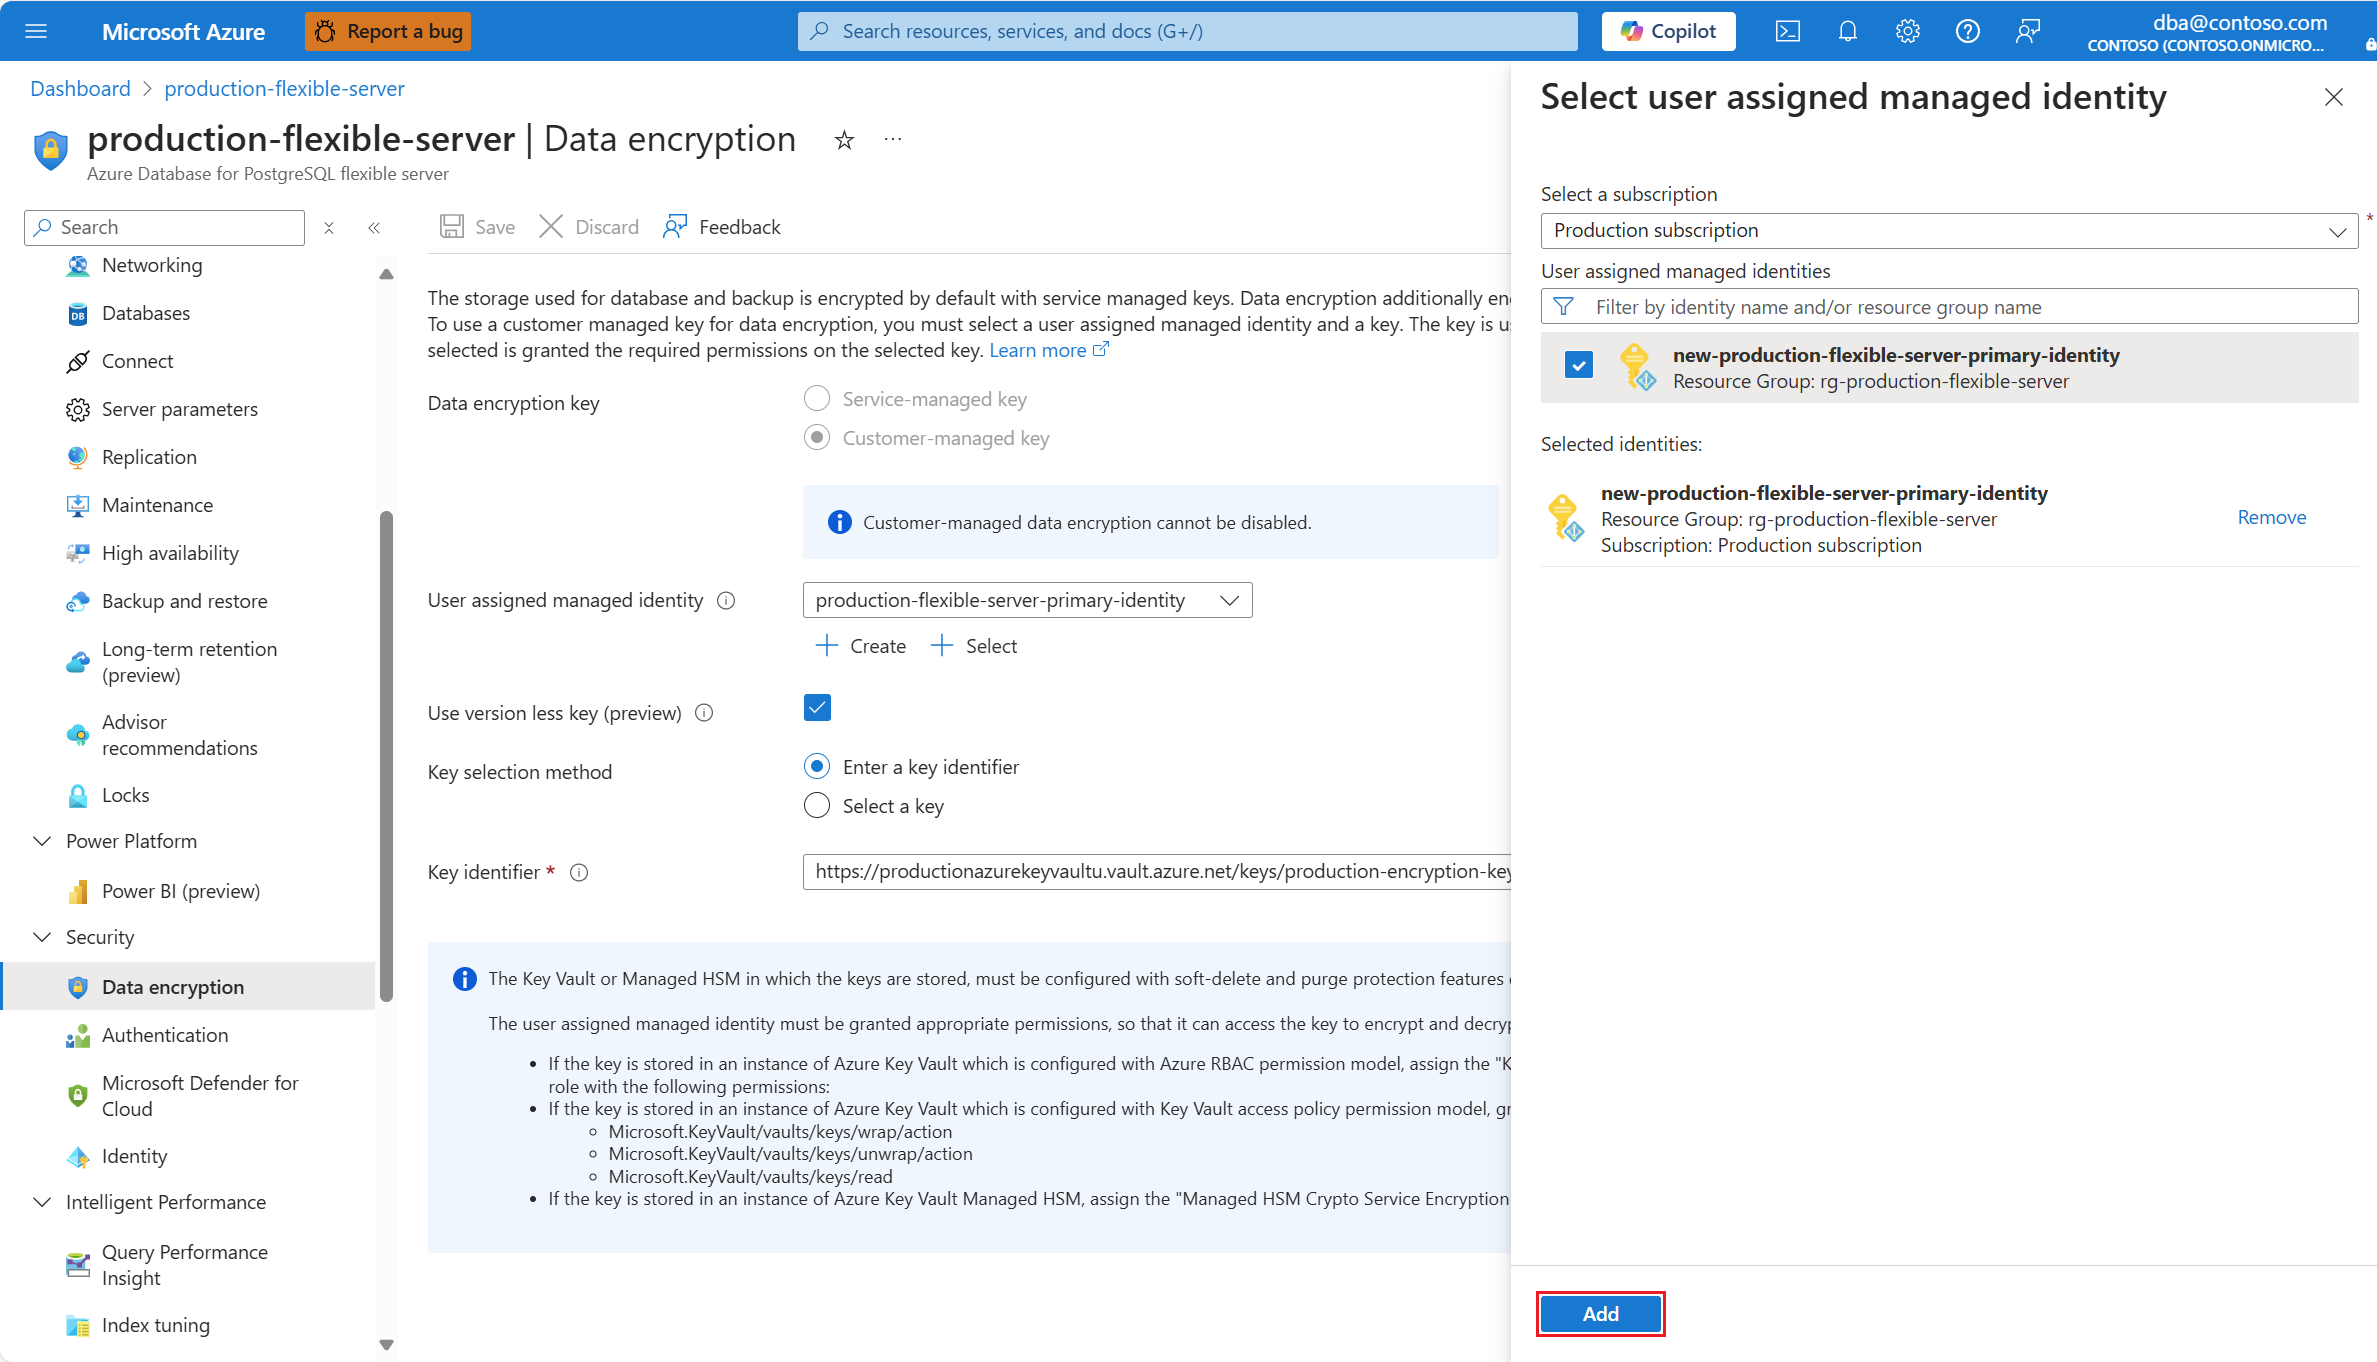 Microsoft Azure
Report a bug
Search resources, services, and docs (G+/)
Copilot
dba@contoso.com
CONTOSO (CONTOSO.ONMICRO...
Dashboard > production-flexible-server
production-flexible-server | Data encryption
Azure Database for PostgreSQL flexible server
Search
Networking
Databases
Connect
Server parameters
Replication
Maintenance
High availability
Backup and restore
Long-term retention
(preview)
Advisor
recommendations
Locks
Power Platform
Power BI (preview)
Security
Data encryption
Authentication
Microsoft Defender for
Cloud
Identity
Intelligent Performance
Query Performance
Insight
Index tuning
Save
Discard
Feedback
The storage used for database and backup is encrypted by default with service managed keys. Data encryption additionally
To use a customer managed key for data encryption, you must select a user assigned managed identity and a key. The key is
selected is granted the required permissions on the selected key. Learn more
Data encryption key
Service-managed key
Customer-managed key
Customer-managed data encryption cannot be disabled.
User assigned managed identity
production-flexible-server-primary-identity
Create
Select
Use version less key (preview)
Key selection method
Enter a key identifier
Select a key
Key identifier *
https://productionazurekeyvaultu.vault.azure.net/keys/production-encryption-key
The Key Vault or Managed HSM in which the keys are stored, must be configured with soft-delete and purge protection features
The user assigned managed identity must be granted appropriate permissions, so that it can access the key to encrypt and
• If the key is stored in an instance of Azure Key Vault which is configured with Azure RBAC permission model, assign the "K
role with the following permissions:
• If the key is stored in an instance of Azure Key Vault which is configured with Key Vault access policy permission model,
Microsoft.KeyVault/vaults/keys/wrap/action
Microsoft.KeyVault/vaults/keys/unwrap/action
Microsoft.KeyVault/vaults/keys/read
• If the key is stored in an instance of Azure Key Vault Managed HSM, assign the "Managed HSM Crypto Service Encryption
Select user assigned managed identity
Select a subscription
Production subscription
*
User assigned managed identities
Filter by identity name and/or resource group name
new-production-flexible-server-primary-identity
Resource Group: rg-production-flexible-server
Selected identities:
new-production-flexible-server-primary-identity
Resource Group: rg-production-flexible-server
Subscription: Production subscription
Remove
Add